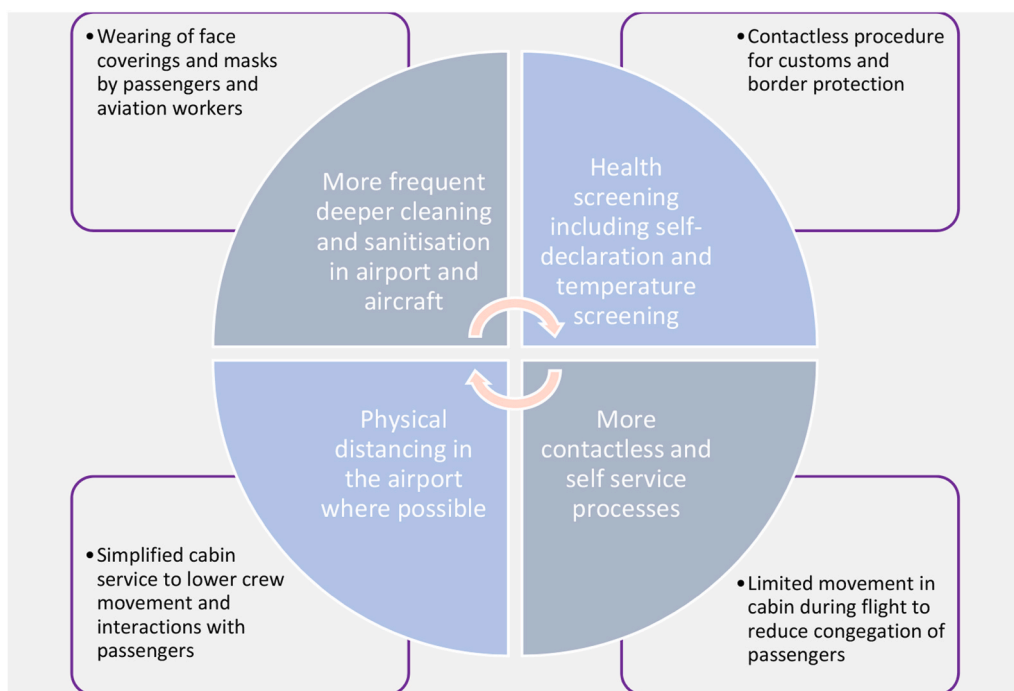 •Wearing of face
coverings and masks
by passengers and
aviation workers
•Contactless procedure
for customs and
border protection
More frequent
deeper cleaning
and sanitisation
in airport and
aircraft
Health
screening
including self-
declaration and
temperature
screening
Physical
distancing in
the airport
where possible
More
contactless and
self service
processes
•Simplified cabin
service to lower crew
movement and
interactions with
passengers
•Limited movement in
cabin during flight to
reduce congegation of
passengers